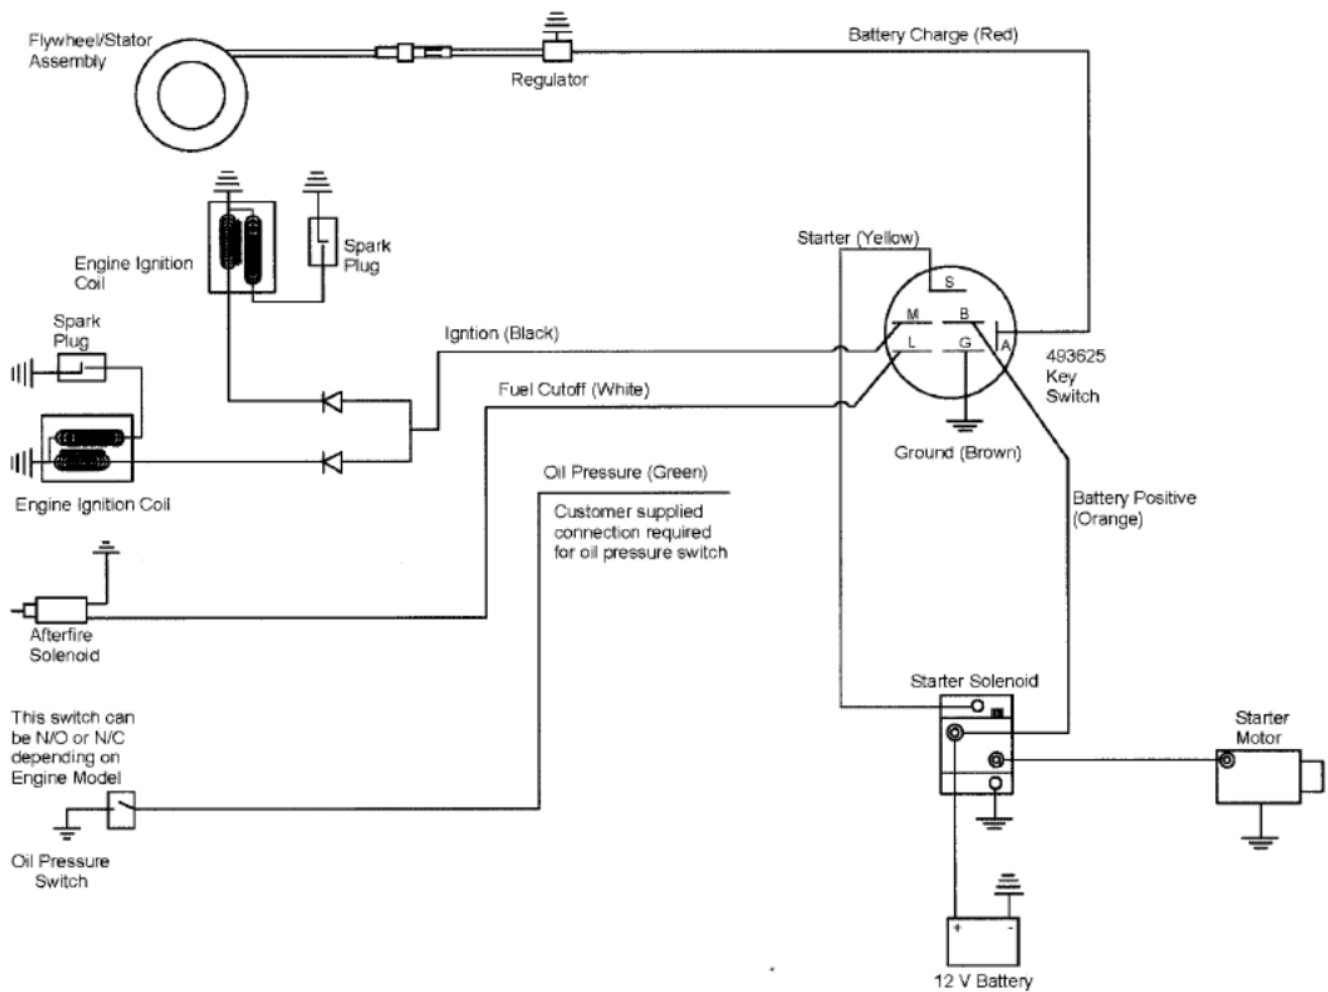 Flywheel/Stator
Assembly
Battery Charge (Red)
Regulator
Engine Ignition
Coil
Spark
Plug
Starter (Yellow)
S
M
B
L
G
A
493625
Key
Switch
Spark
Plug
Igntion (Black)
Fuel Cutoff (White)
Ground (Brown)
Engine Ignition Coil
Oil Pressure (Green)
Customer supplied
connection required
for oil pressure switch
Battery Positive
(Orange)
Afterfire
Solenoid
Starter Solenoid
This switch can
be N/O or N/C
depending on
Engine Model
Starter
Motor
Oil Pressure
Switch
+
-
12 V Battery